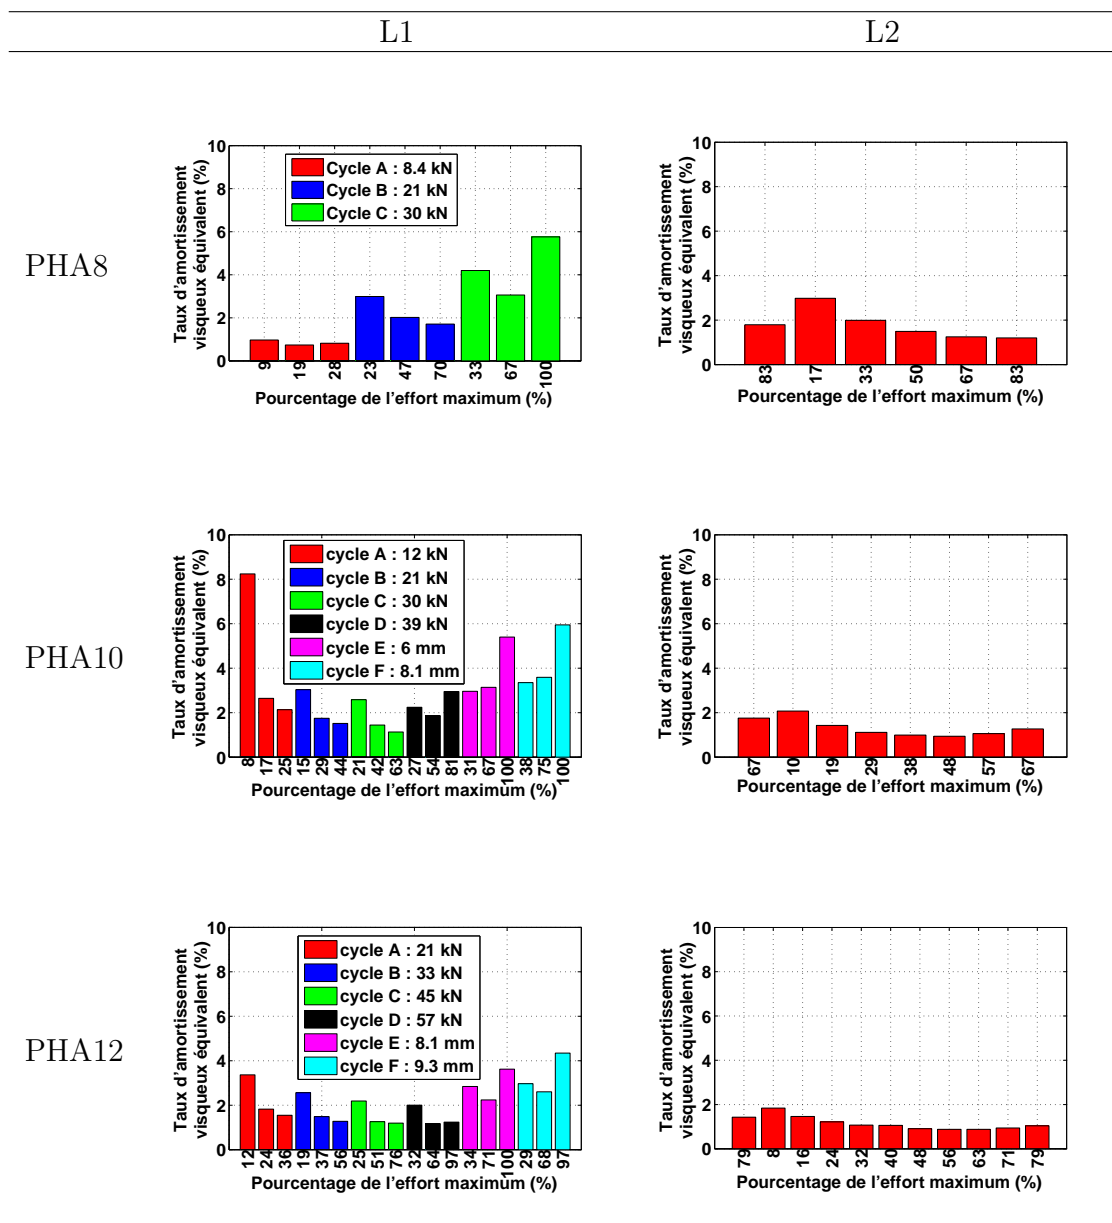 L1 L2
PHA8
Taux d'amortissement
visqueux équivalent (%)
10
8
6
4
2
0
Cycle A : 8.4 kN
Cycle B : 21 kN
Cycle C : 30 kN
9 19 28 23 47 70 33 67 100
Pourcentage de l'effort maximum (%)
Taux d'amortissement
visqueux équivalent (%)
10
8
6
4
2
0
83 17 33 50 67 83
Pourcentage de l'effort maximum (%)
PHA10
Taux d'amortissement
visqueux équivalent (%)
10
8
6
4
2
0
cycle A : 12 kN
cycle B : 21 kN
cycle C : 30 kN
cycle D : 39 kN
cycle E : 6 mm
cycle F : 8.1 mm
8 17 25 15 29 44 21 42 63 27 54 81 31 67 100 38 75 100
Pourcentage de l'effort maximum (%)
Taux d'amortissement
visqueux équivalent (%)
10
8
6
4
2
0
67 10 19 29 38 48 57 67
Pourcentage de l'effort maximum (%)
PHA12
Taux d'amortissement
visqueux équivalent (%)
10
8
6
4
2
0
cycle A : 21 kN
cycle B : 33 kN
cycle C : 45 kN
cycle D : 57 kN
cycle E : 8.1 mm
cycle F : 9.3 mm
12 24 36 19 37 56 25 51 76 32 64 97 34 71 100 29 68 97
Pourcentage de l'effort maximum (%)
Taux d'amortissement
visqueux équivalent (%)
10
8
6
4
2
0
79 8 16 24 32 40 48 56 63 71 79
Pourcentage de l'effort maximum (%)